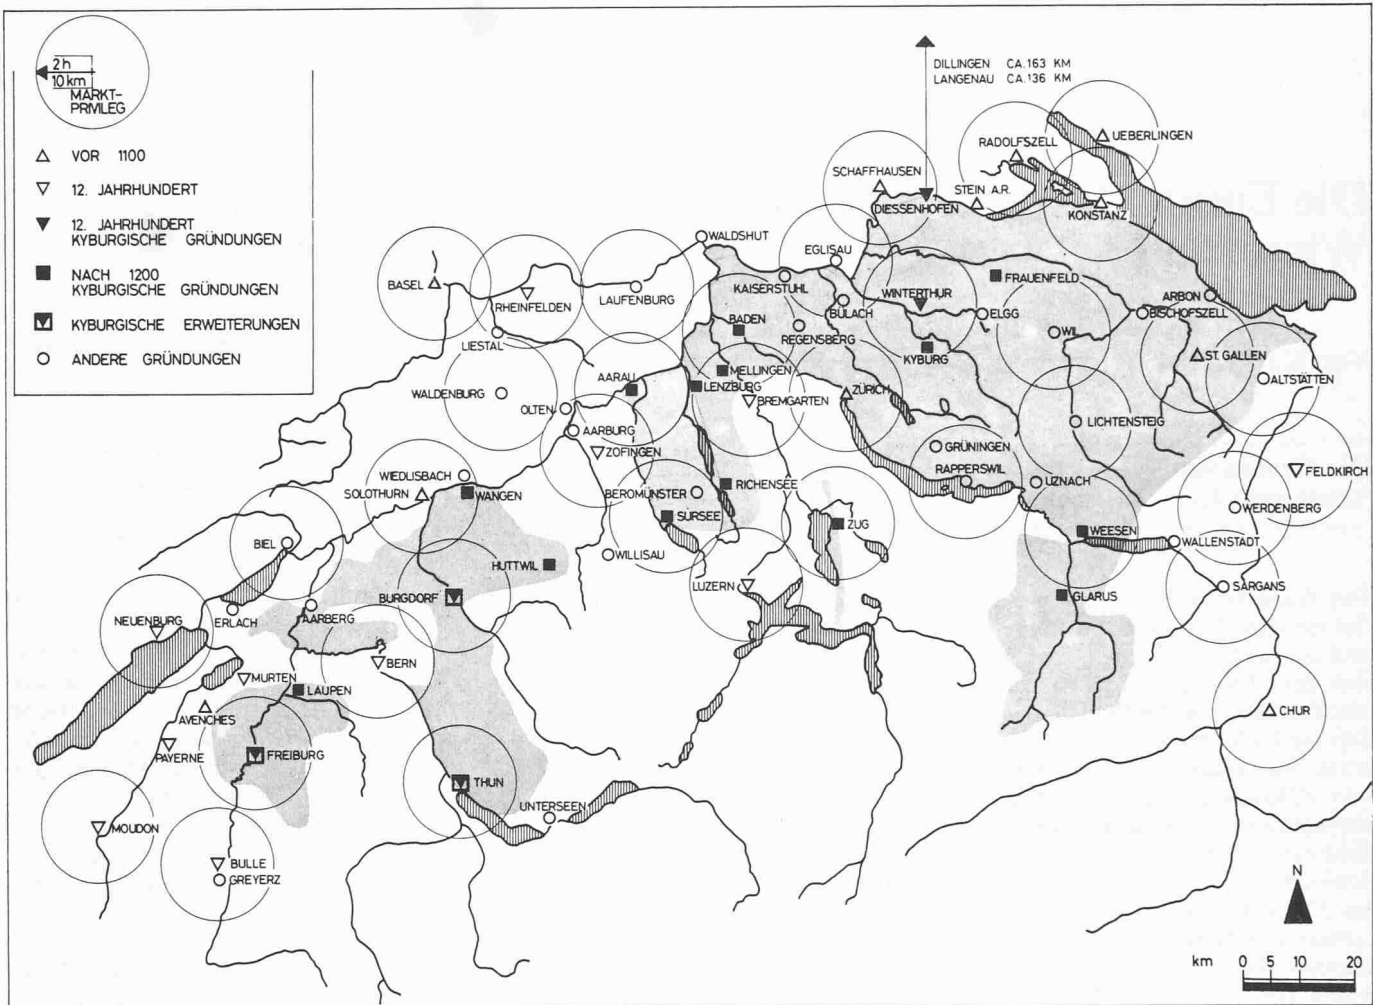 2 h
10 km
MARKT-
PRIVILEG
VOR 1100
12. JAHRHUNDERT
12. JAHRHUNDERT
KYBURGISCHE GRÜNDUNGEN
NACH 1200
KYBURGISCHE GRÜNDUNGEN
KYBURGISCHE ERWEITERUNGEN
ANDERE GRÜNDUNGEN
DILLINGEN CA. 163 KM
LANGENAU CA. 136 KM
UEBERLINGEN
RADOLFSZELL
SCHAFFHAUSEN
STEIN A.R.
DIESSENHOFEN
KONSTANZ
WALDSHUT
EGLISAU
BASEL
RHEINFELDEN
LAUFENBURG
KAISERSTUHL
WINTERTHUR
FRAUENFELD
ARBON
BISCHOFSZELL
BÜLACH
ELGG
LIESTAL
BADEN
REGENSBERG
WIL
KYBURG
ST. GALLEN
MELLINGEN
ALTSTÄTTEN
AARAU
LENZBURG
WALDENBURG
BREMGARTEN
ZÜRICH
OLTEN
LICHTENSTEIG
AARBURG
GRÜNINGEN
ZOFINGEN
RAPPERSWIL
FELDKIRCH
WIEDLISBACH
SOLOTHURN
WANGEN
BEROMÜNSTER
RICHENSEE
UZNACH
WERDENBERG
SÜRSEE
ZUG
WEESEN
WALLENSTADT
BIEL
WILLISAU
HUTTWIL
LUZERN
SARGANS
BURGDORF
GLARUS
NEUENBURG
ERLACH
AARBERG
BERN
MURTEN
LAUPEN
AVENCHES
CHUR
PAYERNE
FREIBURG
THUN
UNTERSEEN
MOUDON
BULLE
GREYERZ
N
km 0 5 10 20